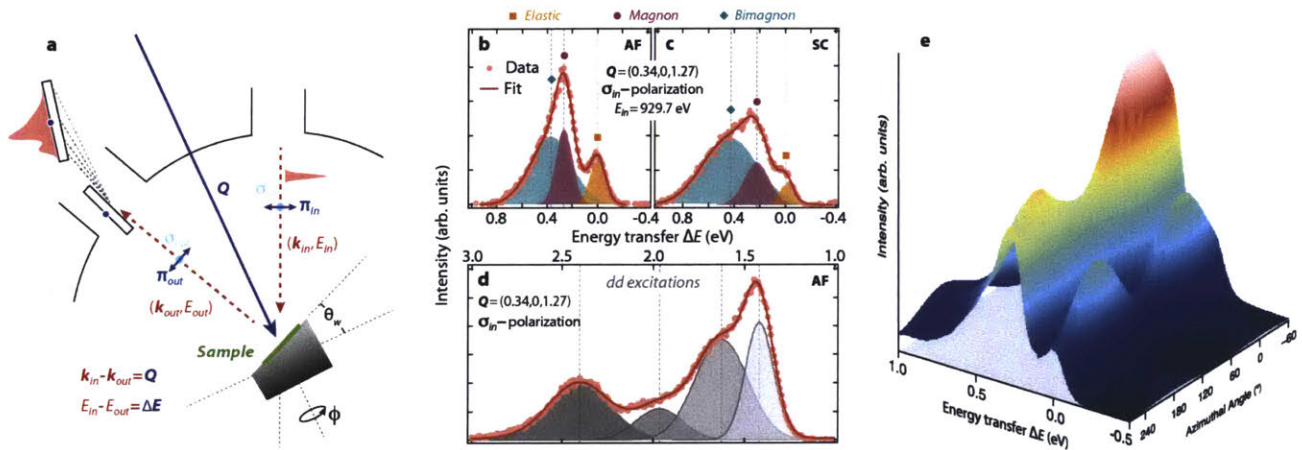 a
Q
σ
π_in
(k_in, E_in)
σ
π_out
(k_out, E_out)
Sample
θ_w
ϕ
k_in-k_out=Q
E_in-E_out=ΔE
Elastic
Magnon
Bimagnon
b
AF
Data
Fit
c
SC
Q=(0.34,0,1.27)
σ_in–polarization
E_in = 929.7 eV
0.8 0.4 0.0 -0.4
0.8 0.4 0.0 -0.4
Energy transfer ΔE (eV)
Intensity (arb. units)
3.0 2.5 2.0 1.5 1.0
d
dd excitations
AF
Q=(0.34,0,1.27)
σ_in–polarization
e
Intensity (arb. units)
1.0 0.5 0.0 -0.5
Energy transfer ΔE (eV)
240 180 120 60 0 -60
Azimuthal Angle (°)